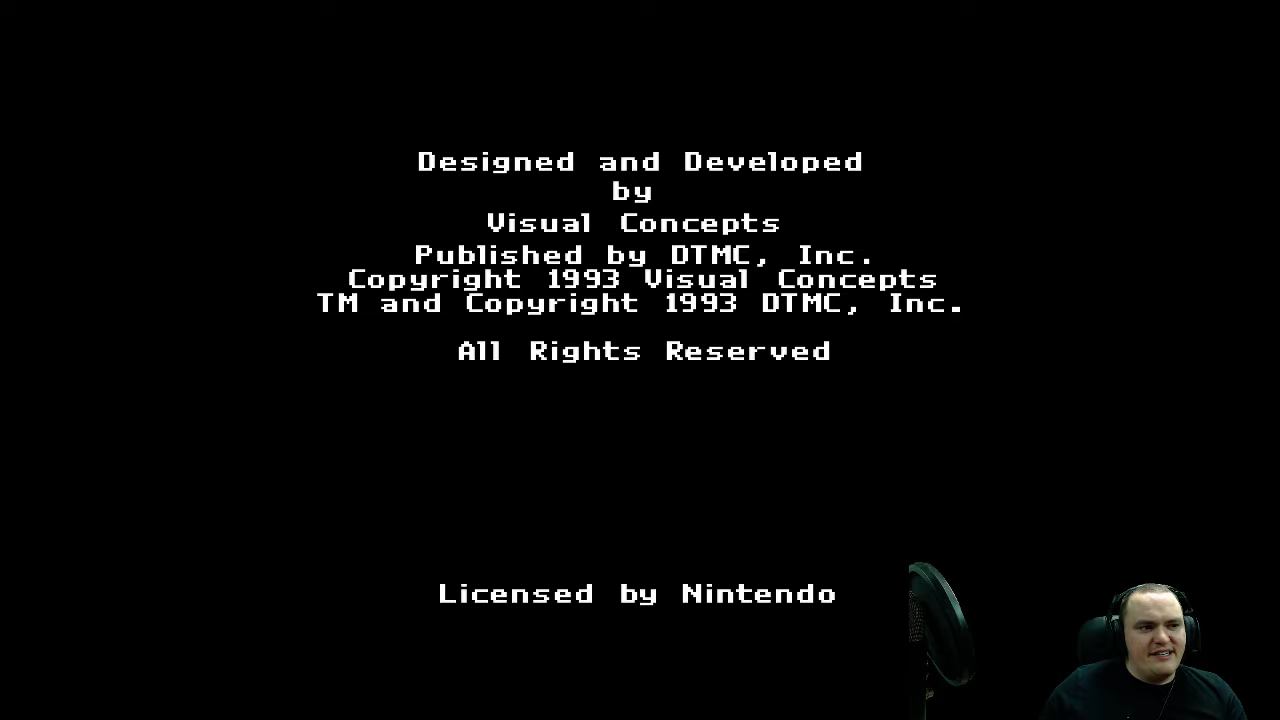 Designed and Developed
by
Visual Concepts
Published by DTMC, Inc.
Copyright 1993 Visual Concepts
TM and Copyright 1993 DTMC, Inc.
All Rights Reserved
Licensed by Nintendo